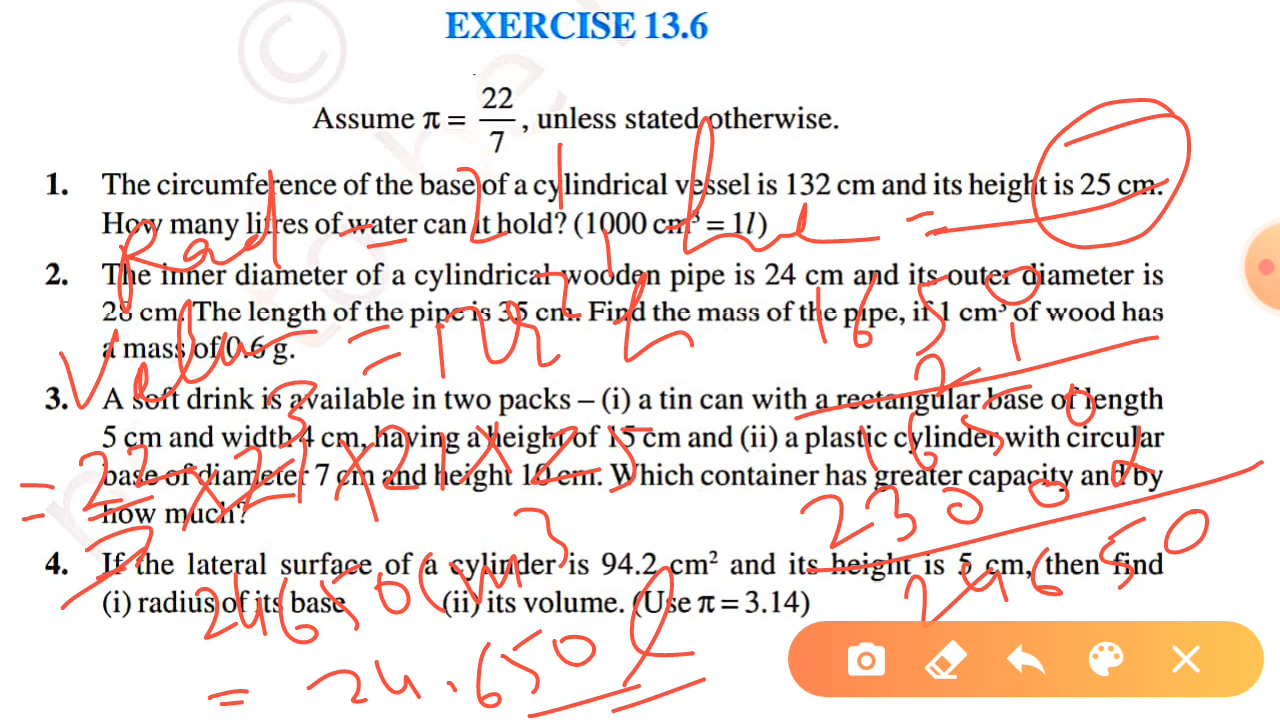 EXERCISE 13.6
Assume π = 22/7, unless stated otherwise.
1. The circumference of the base of a cylindrical vessel is 132 cm and its height is 25 cm.
How many litres of water can it hold? (1000 cm³ = 1l)
Rad = 21
2. The inner diameter of a cylindrical wooden pipe is 24 cm and its outer diameter is
28 cm. The length of the pipe is 35 cm. Find the mass of the pipe, if 1 cm³ of wood has
a mass of 0.6 g.
= πr²h
1650
3. A soft drink is available in two packs – (i) a tin can with a rectangular base of length
5 cm and width 4 cm, having a height of 15 cm and (ii) a plastic cylinder with circular
base of diameter 7 cm and height 10 cm. Which container has greater capacity and by
how much?
= 22/7 × 21 × 21 × 25
1650
2300
24650
4. If the lateral surface of a cylinder is 94.2 cm² and its height is 5 cm, then find
(i) radius of its base (ii) its volume. (Use π = 3.14)
24650 cm³
= 24.650 l